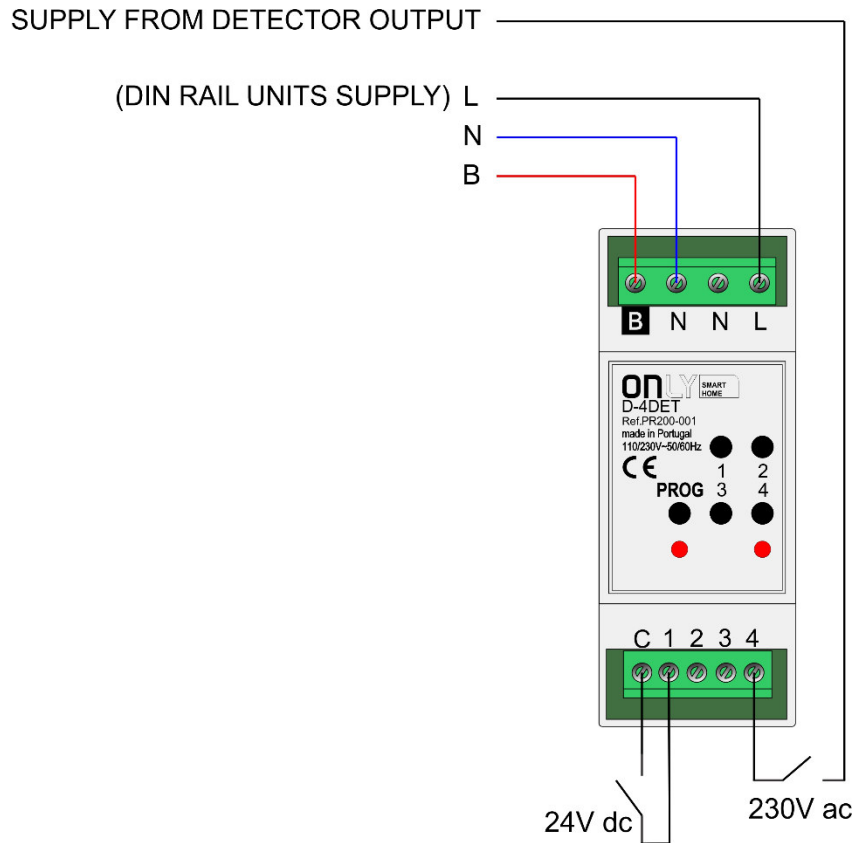 SUPPLY FROM DETECTOR OUTPUT
(DIN RAIL UNITS SUPPLY) L
N
B
B N N L
ONLY SMART HOME
D-4DET
Ref.PR200-001
made in Portugal
110/230V~50/60Hz
CE
1 2
PROG 3 4
C 1 2 3 4
24V dc
230V ac